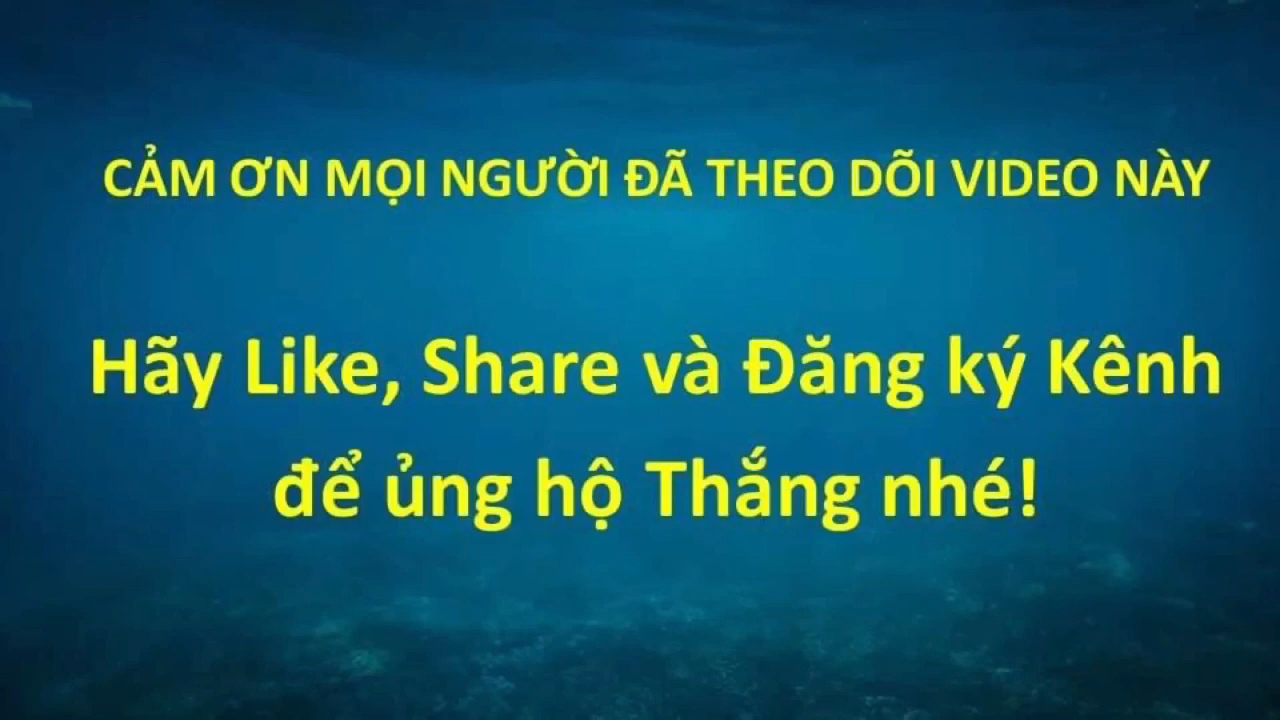 CẢM ƠN MỌI NGƯỜI ĐÃ THEO DÕI VIDEO NÀY
Hãy Like, Share và Đăng ký Kênh
để ủng hộ Thắng nhé!